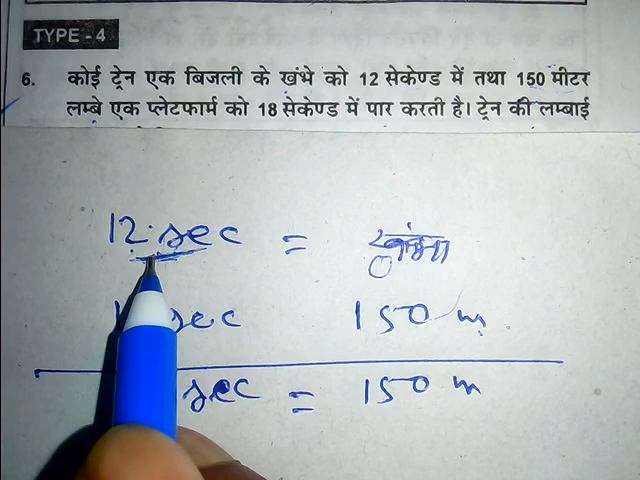 TYPE - 4
6. कोई ट्रेन एक बिजली के खंभे को 12 सेकेण्ड में तथा 150 मीटर
लम्बे एक प्लेटफार्म को 18 सेकेण्ड में पार करती है। ट्रेन की लम्बाई
12 sec =
sec 150 m
sec = 150 m